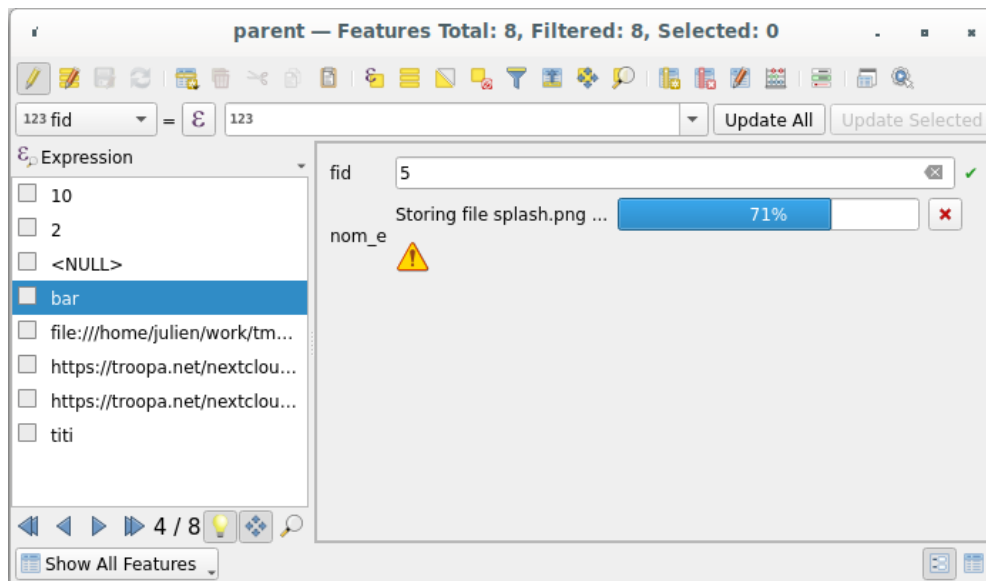 parent — Features Total: 8, Filtered: 8, Selected: 0
123 fid = ε 123 Update All Update Selected
Expression
fid 5
Storing file splash.png ... 71%
nom_e
10
2
<NULL>
bar
file:///home/julien/work/tm...
https://troopa.net/nextclou...
https://troopa.net/nextclou...
titi
4 / 8
Show All Features